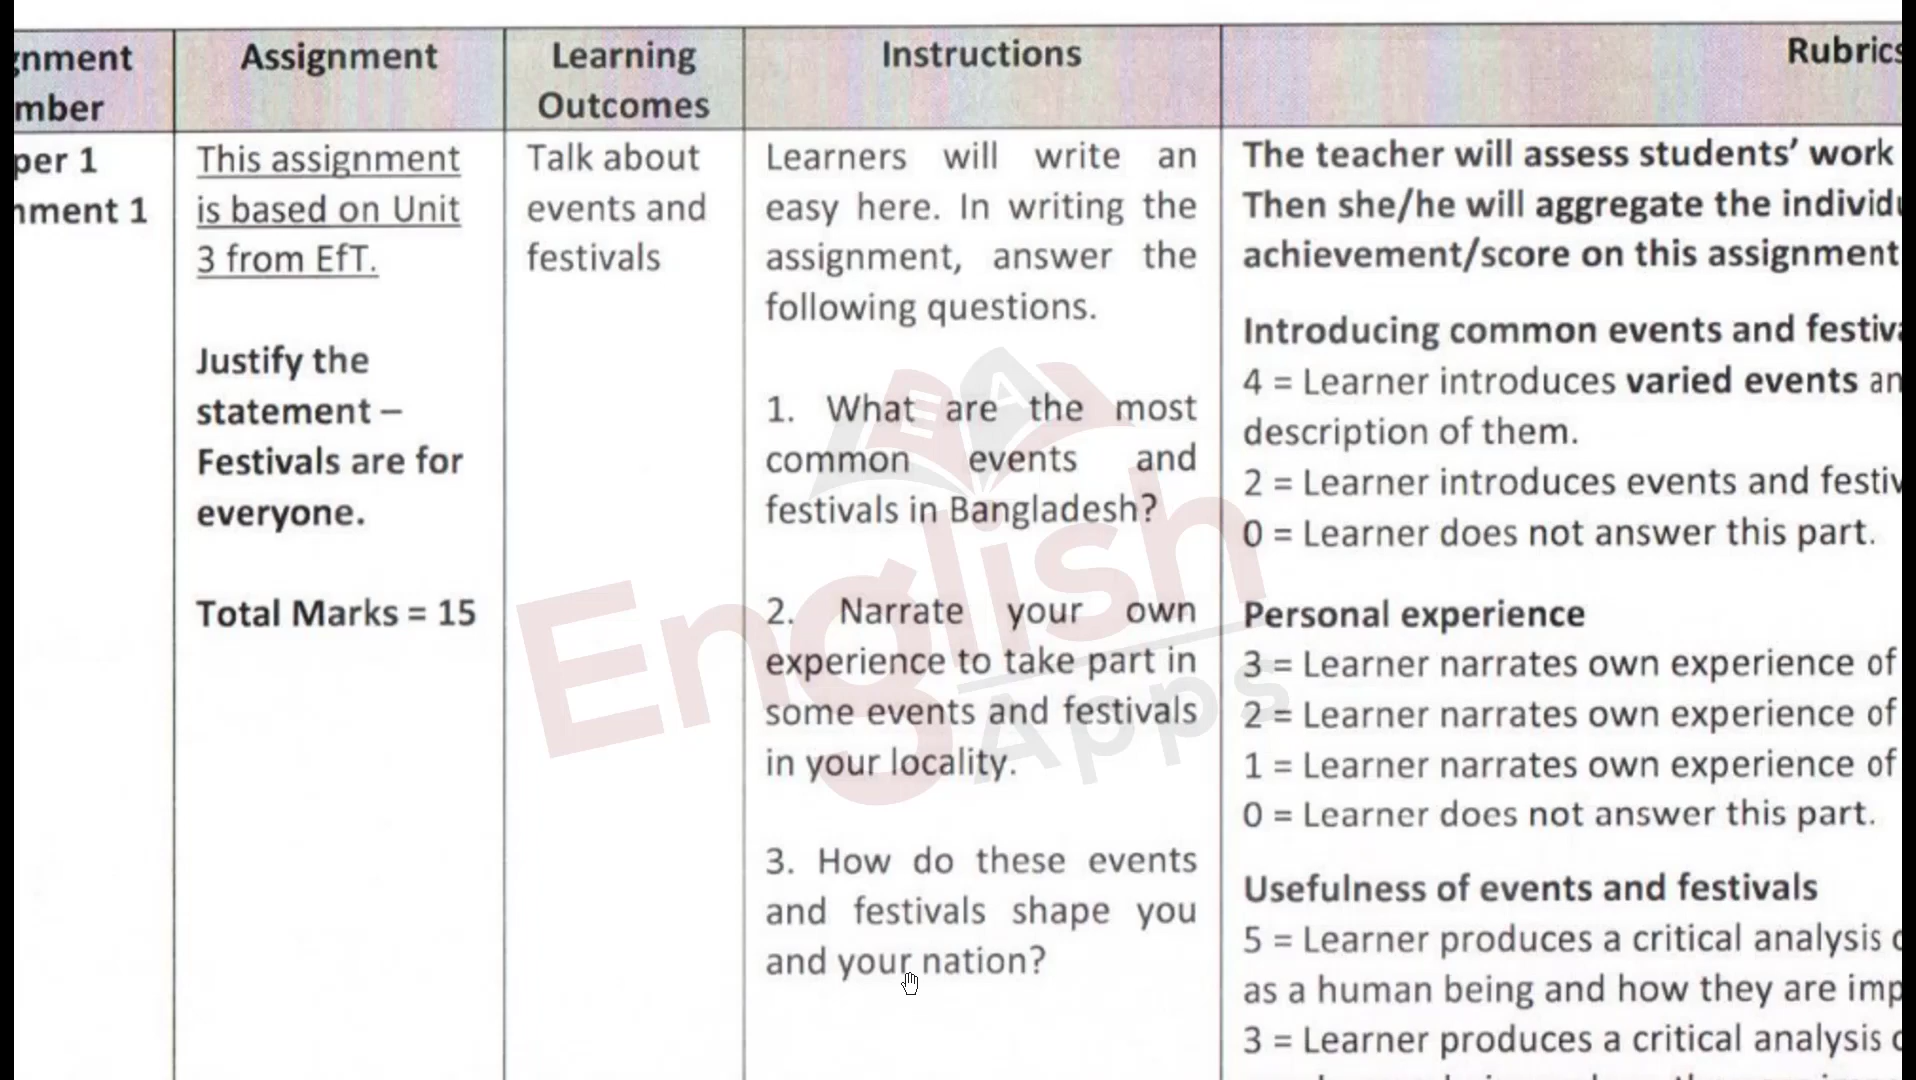 gnment
mber
Assignment
Learning
Outcomes
Instructions
Rubrics
per 1
nment 1
This assignment
is based on Unit
3 from EfT.
Justify the
statement –
Festivals are for
everyone.
Total Marks = 15
Talk about
events and
festivals
Learners will write an
easy here. In writing the
assignment, answer the
following questions.
1. What are the most
common events and
festivals in Bangladesh?
2. Narrate your own
experience to take part in
some events and festivals
in your locality.
3. How do these events
and festivals shape you
and your nation?
The teacher will assess students’ work
Then she/he will aggregate the individu
achievement/score on this assignment
Introducing common events and festiva
4 = Learner introduces varied events an
description of them.
2 = Learner introduces events and festiv
0 = Learner does not answer this part.
Personal experience
3 = Learner narrates own experience of
2 = Learner narrates own experience of
1 = Learner narrates own experience of
0 = Learner does not answer this part.
Usefulness of events and festivals
5 = Learner produces a critical analysis
as a human being and how they are imp
3 = Learner produces a critical analysis
EA
English
Apps